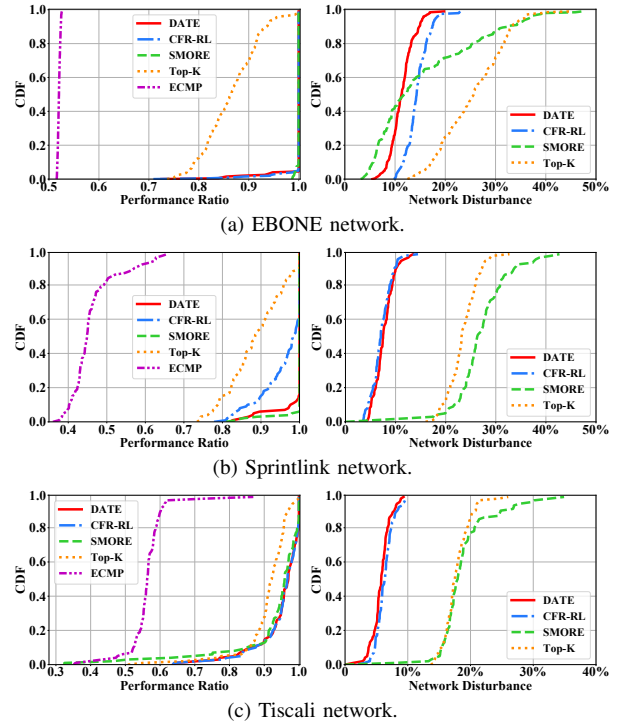 1.0
0.8
0.6
0.4
0.2
0.0
CDF
DATE
CFR-RL
SMORE
Top-K
ECMP
0.5 0.6 0.7 0.8 0.9 1.0
Performance Ratio
1.0
0.8
0.6
0.4
0.2
0.0
CDF
DATE
CFR-RL
SMORE
Top-K
0 10% 20% 30% 40% 50%
Network Disturbance
(a) EBONE network.
1.0
0.8
0.6
0.4
0.2
0.0
CDF
DATE
CFR-RL
SMORE
Top-K
ECMP
0.4 0.5 0.6 0.7 0.8 0.9 1.0
Performance Ratio
1.0
0.8
0.6
0.4
0.2
0.0
CDF
DATE
CFR-RL
SMORE
Top-K
0 10% 20% 30% 40% 50%
Network Disturbance
(b) Sprintlink network.
1.0
0.8
0.6
0.4
0.2
0.0
CDF
DATE
CFR-RL
SMORE
Top-K
ECMP
0.3 0.4 0.5 0.6 0.7 0.8 0.9 1.0
Performance Ratio
1.0
0.8
0.6
0.4
0.2
0.0
CDF
DATE
CFR-RL
SMORE
Top-K
0 10% 20% 30% 40%
Network Disturbance
(c) Tiscali network.